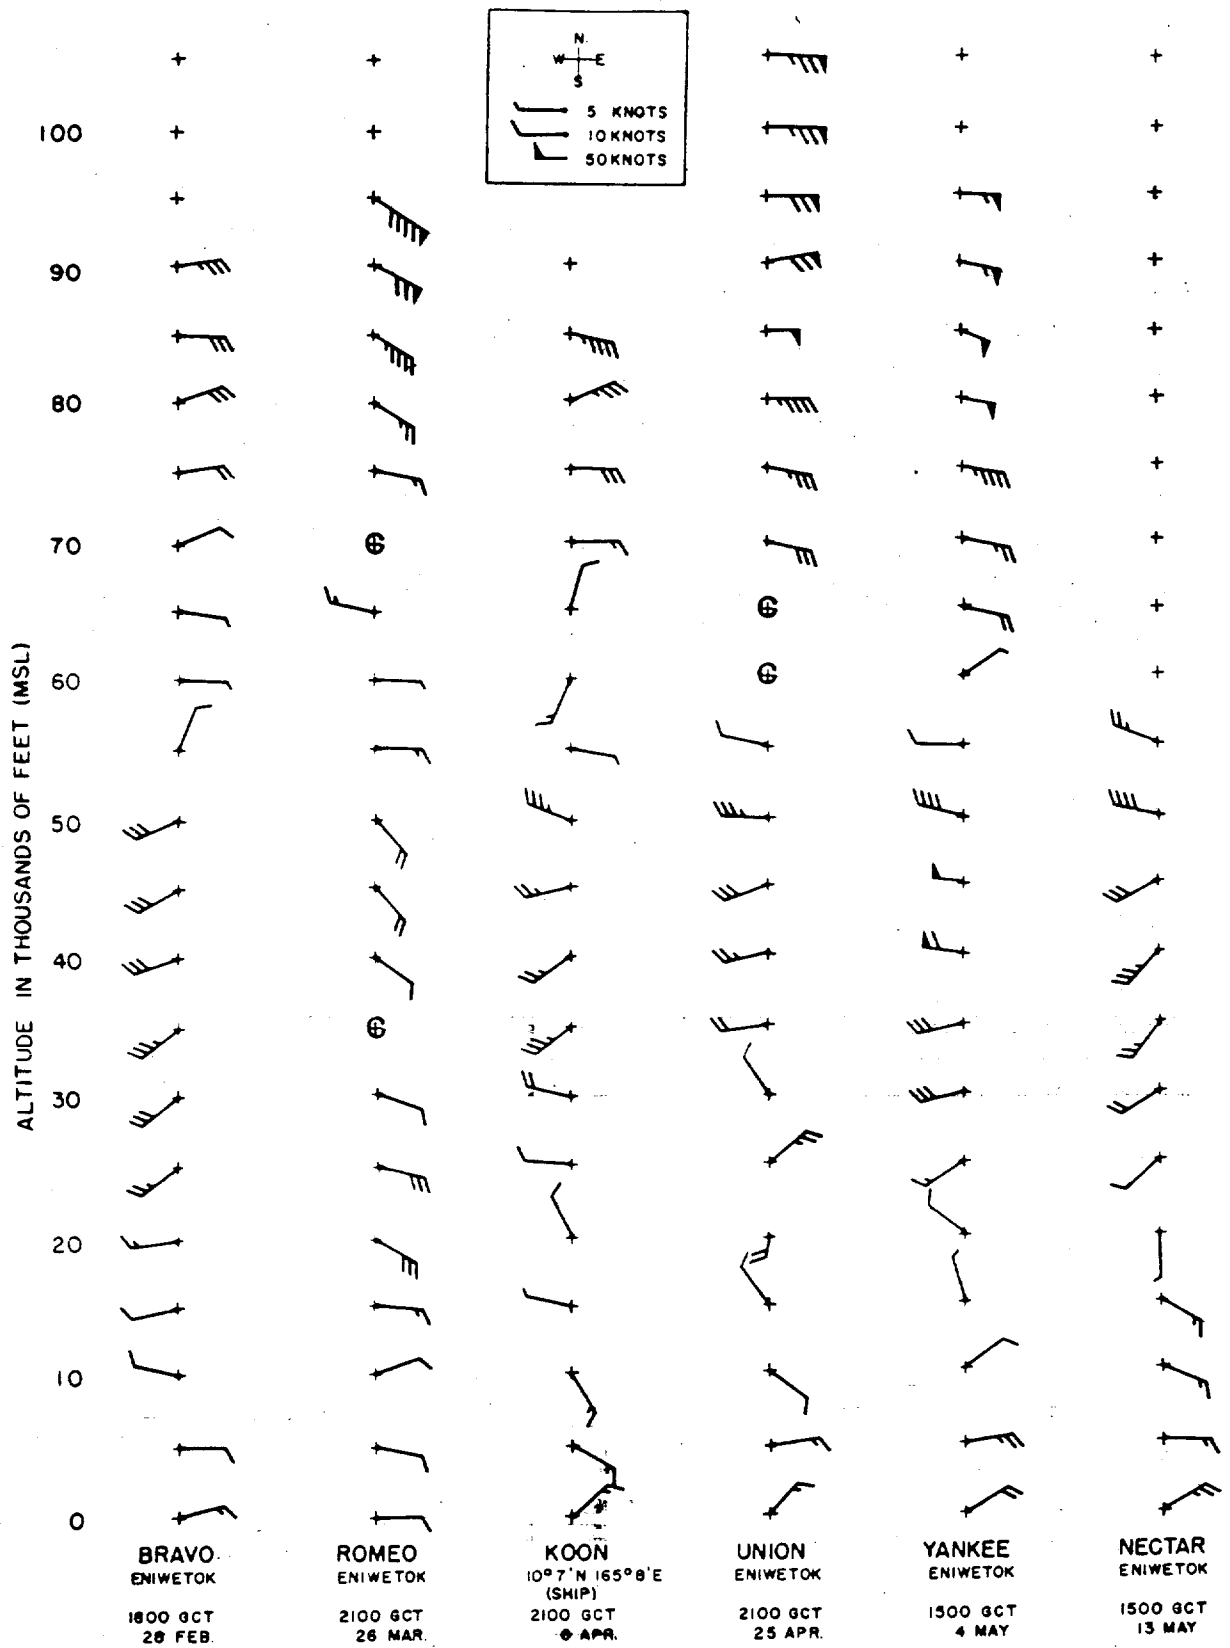 N.
W E
S
5 KNOTS
10 KNOTS
50 KNOTS
ALTITUDE IN THOUSANDS OF FEET (MSL)
100
90
80
70
60
50
40
30
20
10
0
BRAVO
ENIWETOK
1800 GCT
28 FEB.
ROMEO
ENIWETOK
2100 GCT
26 MAR.
KOON
10°7'N 165°8'E
(SHIP)
2100 GCT
APR.
UNION
ENIWETOK
2100 GCT
25 APR.
YANKEE
ENIWETOK
1500 GCT
4 MAY
NECTAR
ENIWETOK
1500 GCT
13 MAY